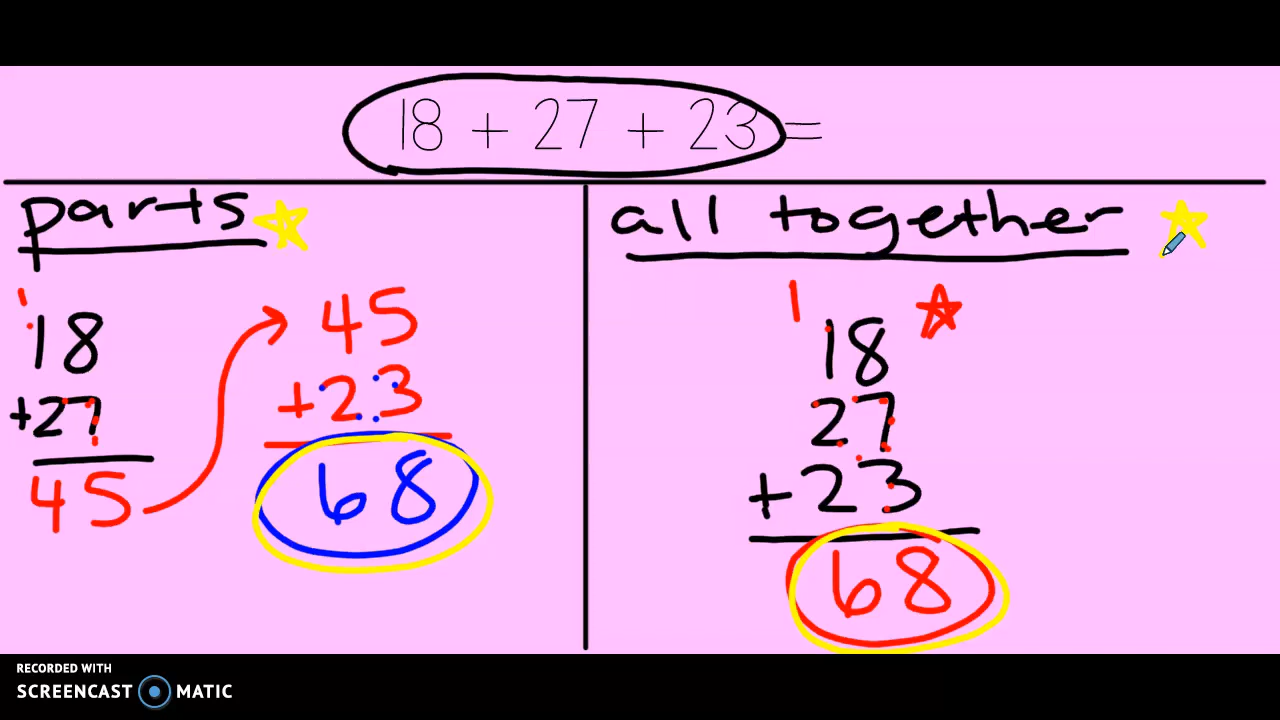 18 + 27 + 23 =
parts
1
18
+27
45
45
+23
68
all together
1
18
27
+23
68
RECORDED WITH
SCREENCAST MATIC